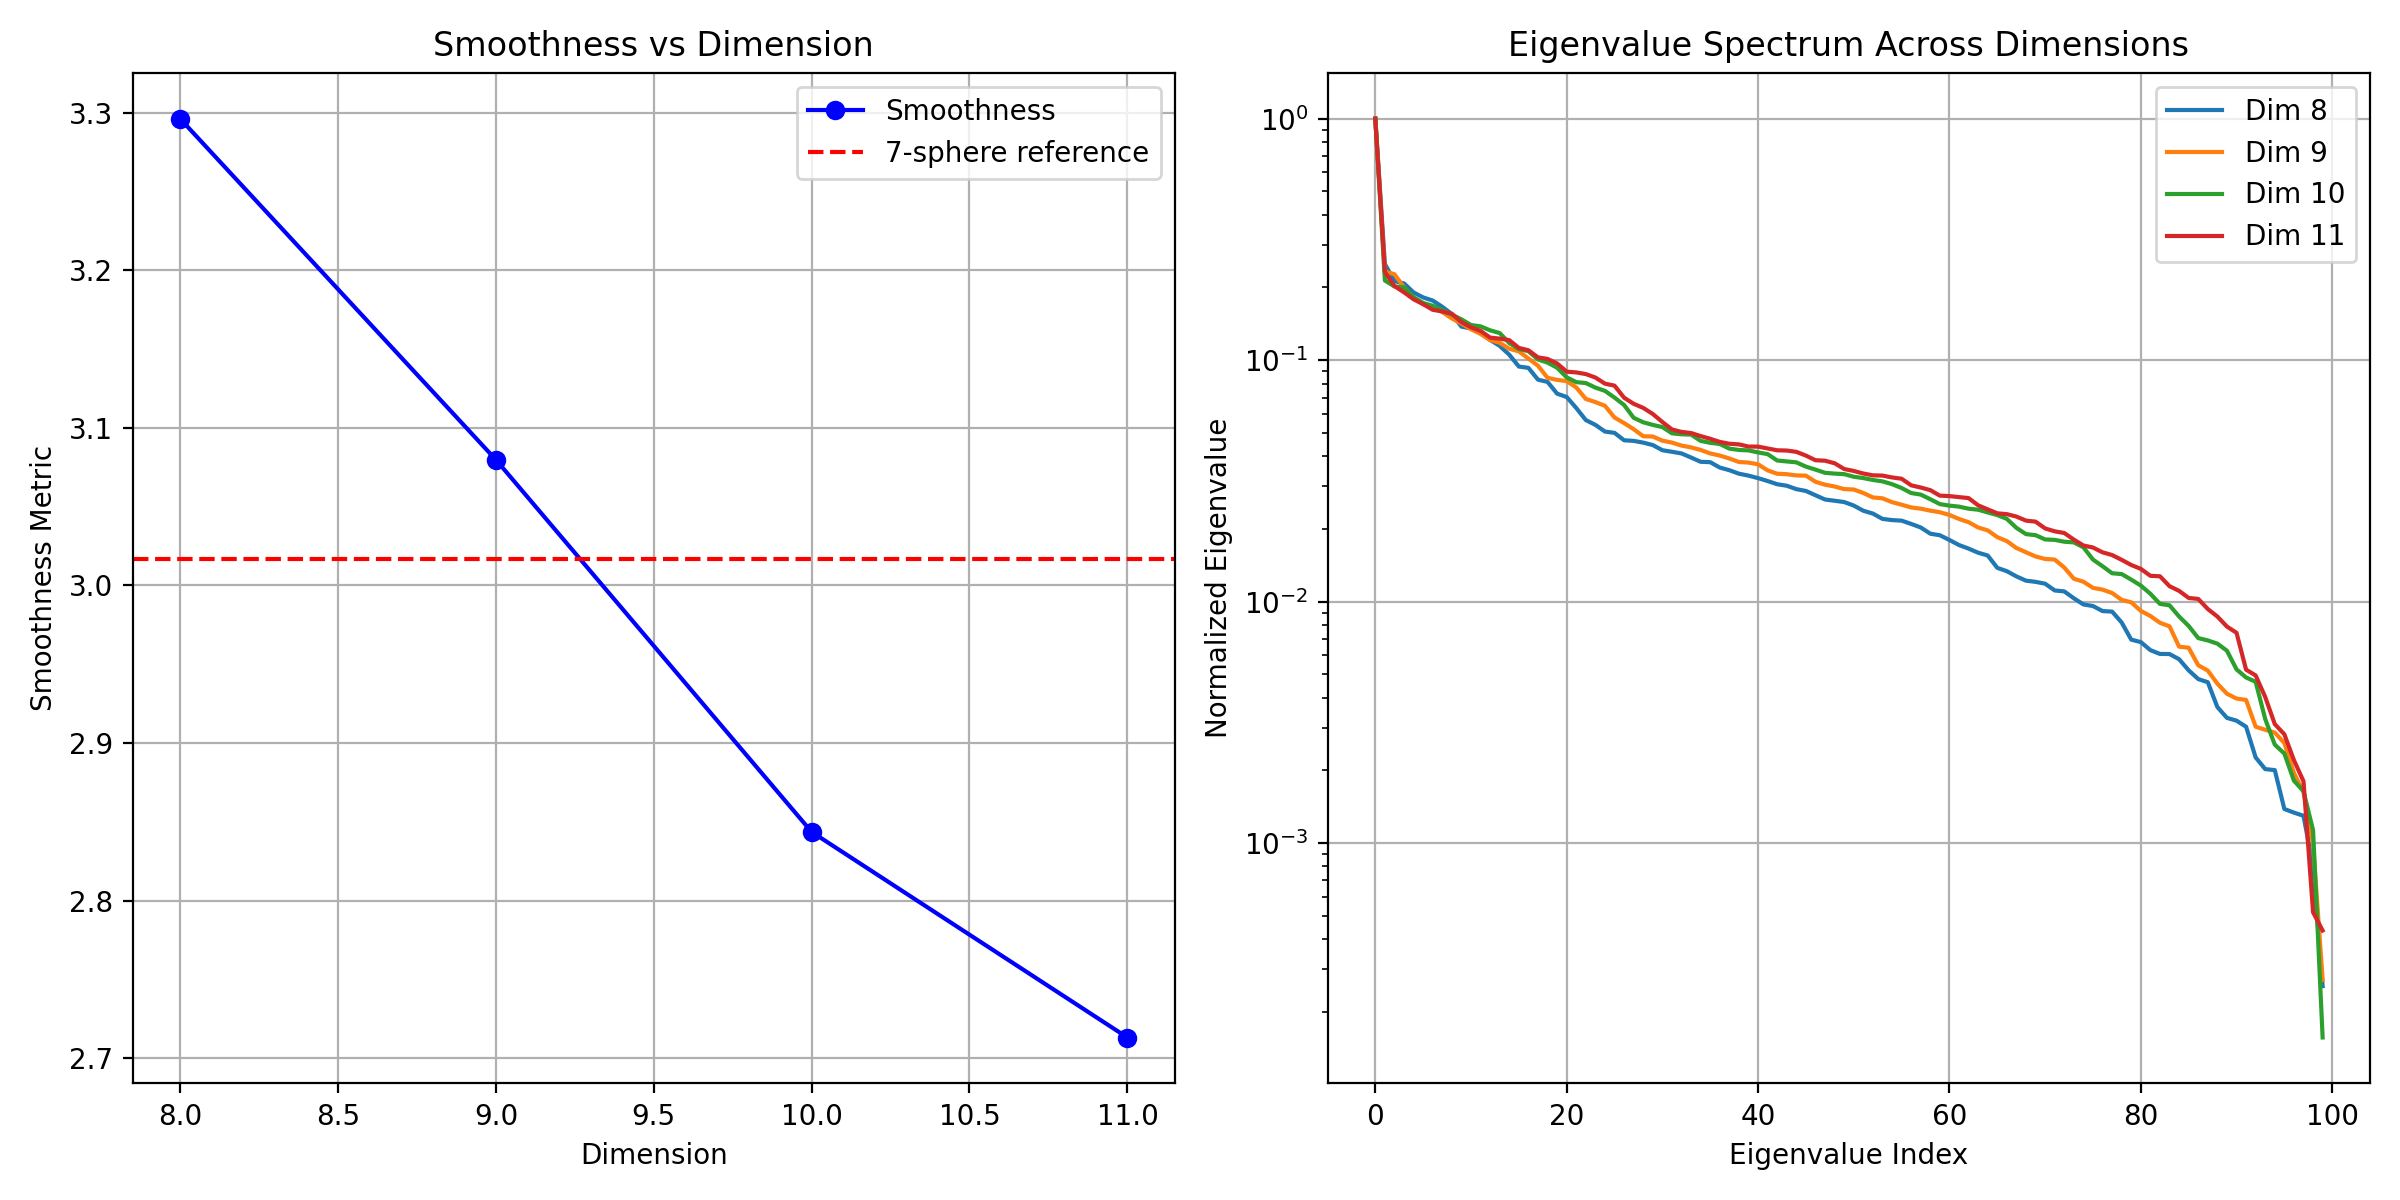 Smoothness vs Dimension
Smoothness
7-sphere reference
3.3
3.2
3.1
3.0
2.9
2.8
2.7
Smoothness Metric
8.0 8.5 9.0 9.5 10.0 10.5 11.0
Dimension
Eigenvalue Spectrum Across Dimensions
Dim 8
Dim 9
Dim 10
Dim 11
10⁰
10⁻¹
10⁻²
10⁻³
Normalized Eigenvalue
0 20 40 60 80 100
Eigenvalue Index